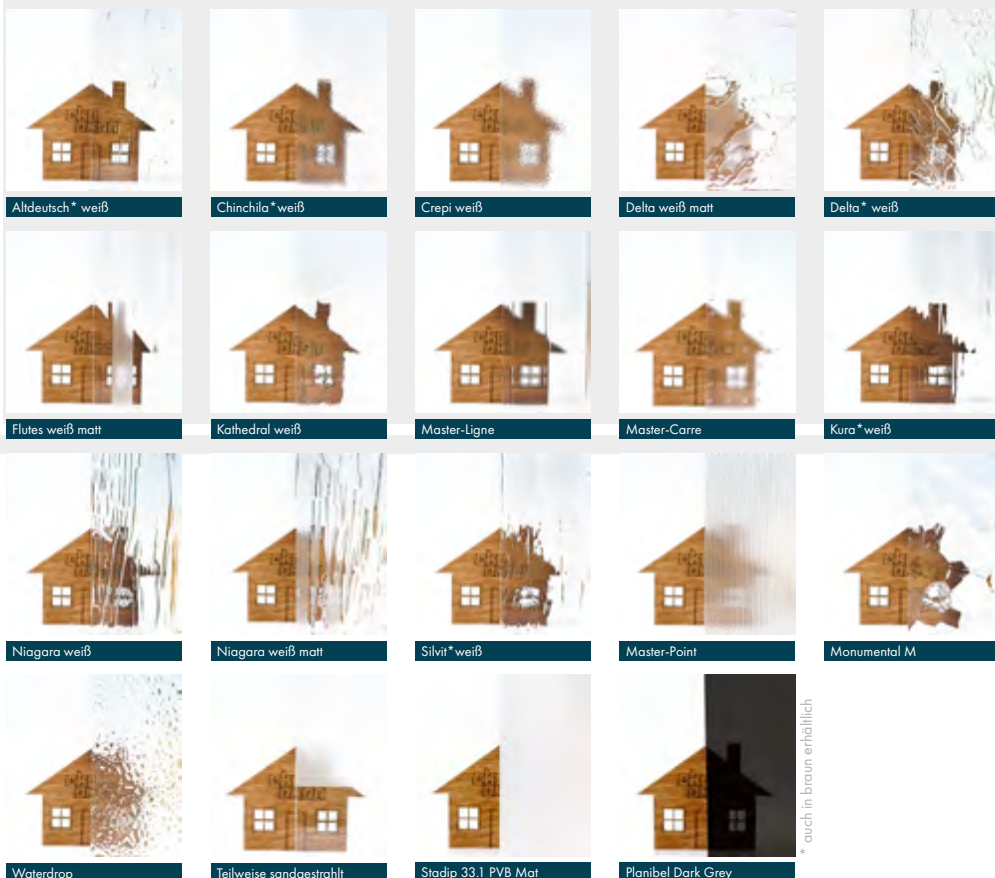 Altdeutsch* weiß
Chinchila*weiß
Crepi weiß
Delta weiß matt
Delta* weiß
Flutes weiß matt
Kathedral weiß
Master-Ligne
Master-Carre
Kura*weiß
Niagara weiß
Niagara weiß matt
Silvit*weiß
Master-Point
Monumental M
Waterdrop
Teilweise sandgestrahlt
Stadip 33.1 PVB Mat
Planibel Dark Grey
* auch in braun erhältlich